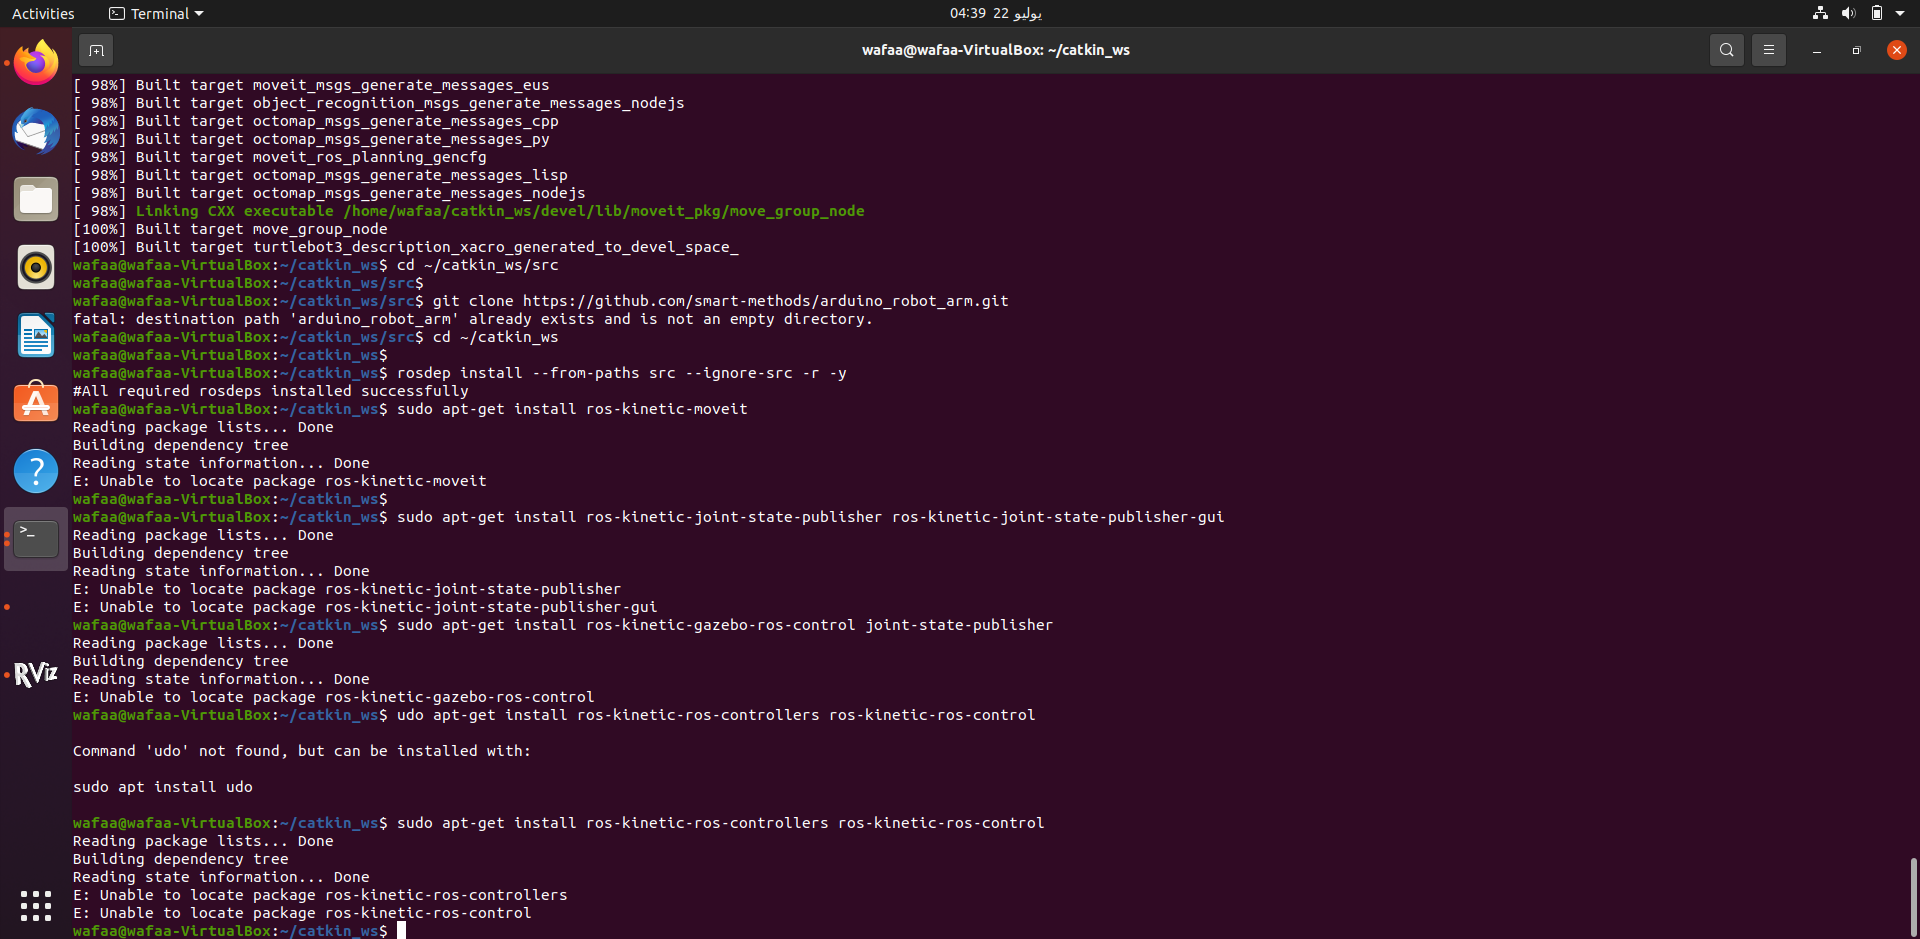 Activities
Terminal
04:39 22 يوليو
wafaa@wafaa-VirtualBox: ~/catkin_ws
[ 98%] Built target moveit_msgs_generate_messages_eus
[ 98%] Built target object_recognition_msgs_generate_messages_nodejs
[ 98%] Built target octomap_msgs_generate_messages_cpp
[ 98%] Built target octomap_msgs_generate_messages_py
[ 98%] Built target moveit_ros_planning_gencfg
[ 98%] Built target octomap_msgs_generate_messages_lisp
[ 98%] Built target octomap_msgs_generate_messages_nodejs
[ 98%] Linking CXX executable /home/wafaa/catkin_ws/devel/lib/moveit_pkg/move_group_node
[100%] Built target move_group_node
[100%] Built target turtlebot3_description_xacro_generated_to_devel_space_
wafaa@wafaa-VirtualBox:~/catkin_ws$ cd ~/catkin_ws/src
wafaa@wafaa-VirtualBox:~/catkin_ws/src$
wafaa@wafaa-VirtualBox:~/catkin_ws/src$ git clone https://github.com/smart-methods/arduino_robot_arm.git
fatal: destination path 'arduino_robot_arm' already exists and is not an empty directory.
wafaa@wafaa-VirtualBox:~/catkin_ws/src$ cd ~/catkin_ws
wafaa@wafaa-VirtualBox:~/catkin_ws$
wafaa@wafaa-VirtualBox:~/catkin_ws$ rosdep install --from-paths src --ignore-src -r -y
#All required rosdeps installed successfully
wafaa@wafaa-VirtualBox:~/catkin_ws$ sudo apt-get install ros-kinetic-moveit
Reading package lists... Done
Building dependency tree
Reading state information... Done
E: Unable to locate package ros-kinetic-moveit
wafaa@wafaa-VirtualBox:~/catkin_ws$
wafaa@wafaa-VirtualBox:~/catkin_ws$ sudo apt-get install ros-kinetic-joint-state-publisher ros-kinetic-joint-state-publisher-gui
Reading package lists... Done
Building dependency tree
Reading state information... Done
E: Unable to locate package ros-kinetic-joint-state-publisher
E: Unable to locate package ros-kinetic-joint-state-publisher-gui
wafaa@wafaa-VirtualBox:~/catkin_ws$ sudo apt-get install ros-kinetic-gazebo-ros-control joint-state-publisher
Reading package lists... Done
Building dependency tree
Reading state information... Done
E: Unable to locate package ros-kinetic-gazebo-ros-control
wafaa@wafaa-VirtualBox:~/catkin_ws$ udo apt-get install ros-kinetic-ros-controllers ros-kinetic-ros-control
Command 'udo' not found, but can be installed with:
sudo apt install udo
wafaa@wafaa-VirtualBox:~/catkin_ws$ sudo apt-get install ros-kinetic-ros-controllers ros-kinetic-ros-control
Reading package lists... Done
Building dependency tree
Reading state information... Done
E: Unable to locate package ros-kinetic-ros-controllers
E: Unable to locate package ros-kinetic-ros-control
wafaa@wafaa-VirtualBox:~/catkin_ws$
RViz